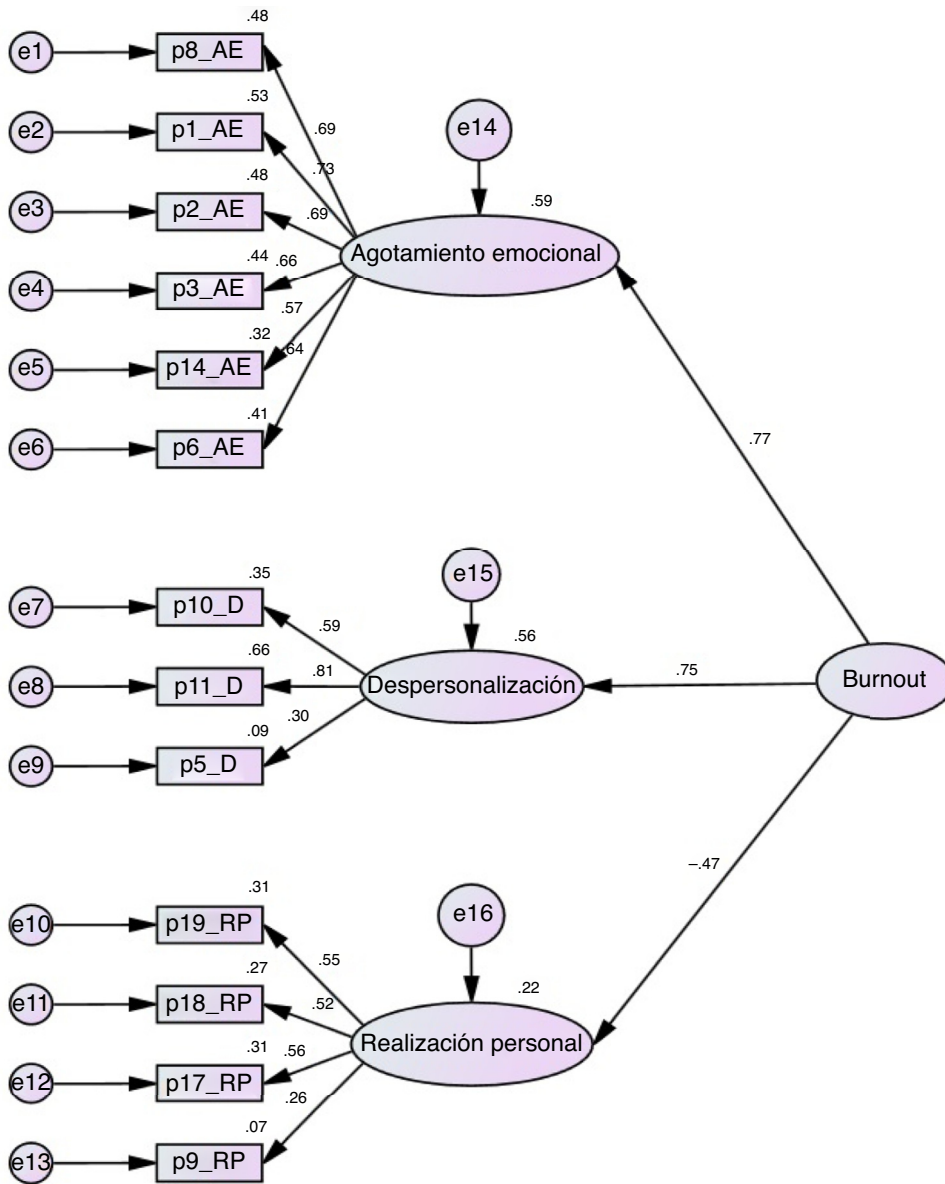 .48
e1
p8_AE
.69
.53
e2
p1_AE
.73
e14
.48
e3
p2_AE
.69
.59
Agotamiento emocional
.44
.66
e4
p3_AE
.57
.32
.64
e5
p14_AE
.41
e6
p6_AE
.77
.35
e7
p10_D
.59
e15
.66
.56
e8
p11_D
.81
Despersonalización
.75
Burnout
.30
.09
e9
p5_D
–.47
.31
e10
p19_RP
.55
e16
.27
.22
e11
p18_RP
.52
Realización personal
.31
.56
e12
p17_RP
.26
.07
e13
p9_RP